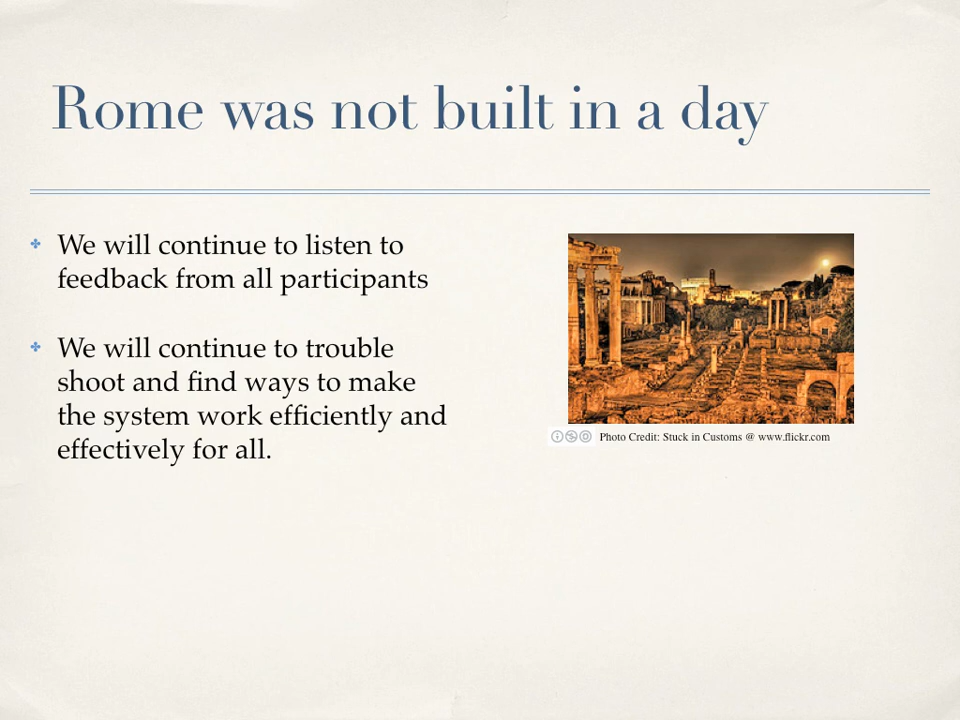 Rome was not built in a day
We will continue to listen to
feedback from all participants
We will continue to trouble
shoot and find ways to make
the system work efficiently and
effectively for all.
Photo Credit: Stuck in Customs @ www.flickr.com